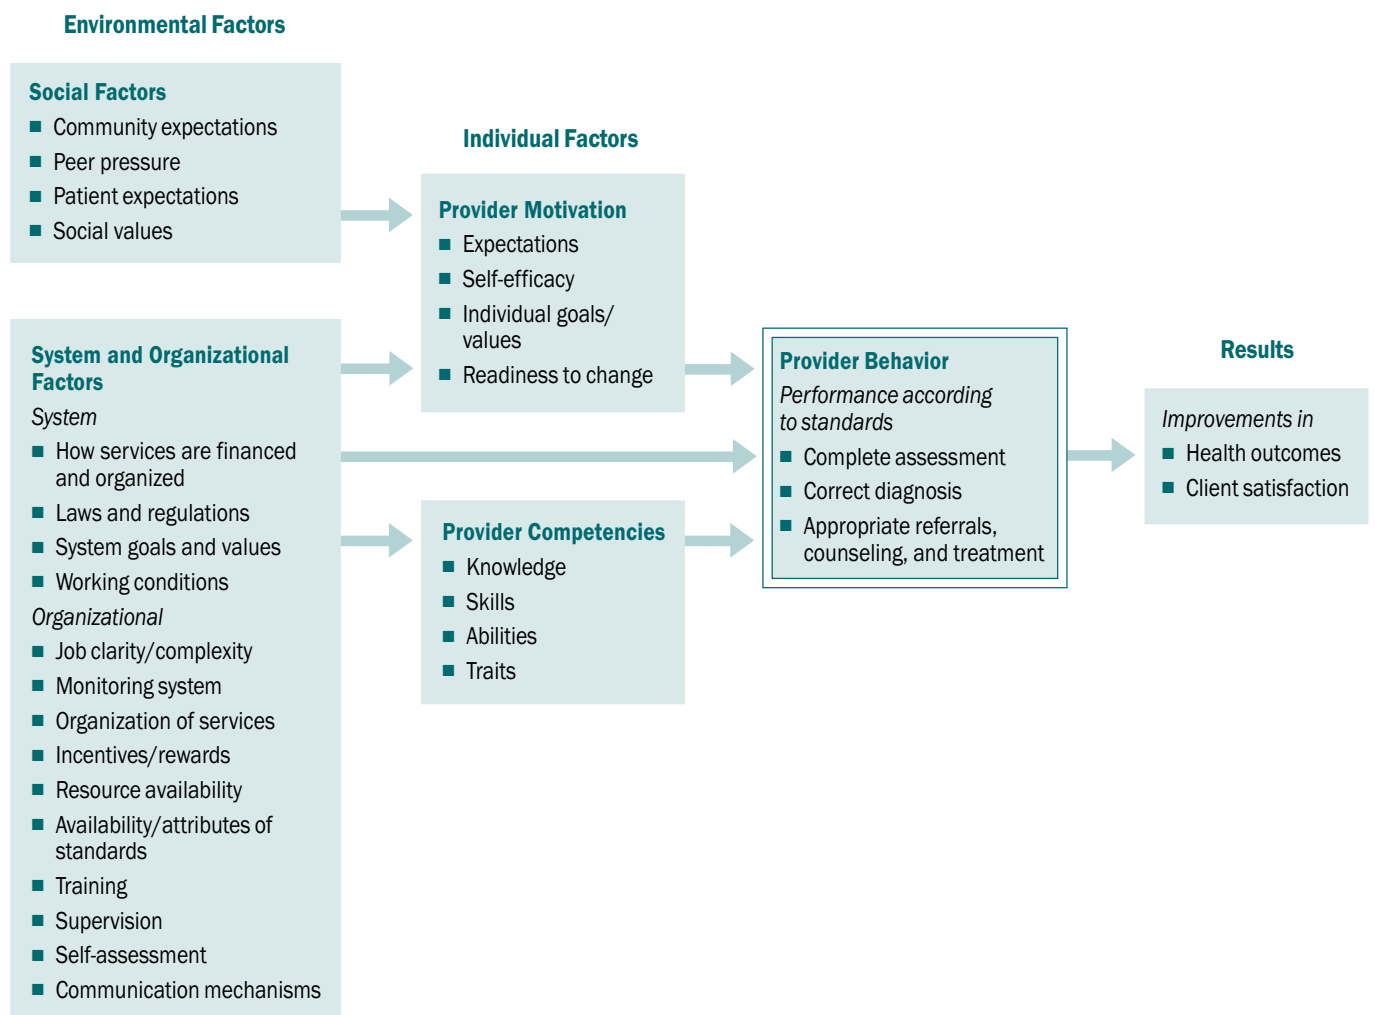 Environmental Factors
Social Factors
Community expectations
Peer pressure
Patient expectations
Social values
System and Organizational
Factors
System
How services are financed
and organized
Laws and regulations
System goals and values
Working conditions
Organizational
Job clarity/complexity
Monitoring system
Organization of services
Incentives/rewards
Resource availability
Availability/attributes of
standards
Training
Supervision
Self-assessment
Communication mechanisms
Individual Factors
Provider Motivation
Expectations
Self-efficacy
Individual goals/
values
Readiness to change
Provider Competencies
Knowledge
Skills
Abilities
Traits
Provider Behavior
Performance according
to standards
Complete assessment
Correct diagnosis
Appropriate referrals,
counseling, and treatment
Results
Improvements in
Health outcomes
Client satisfaction